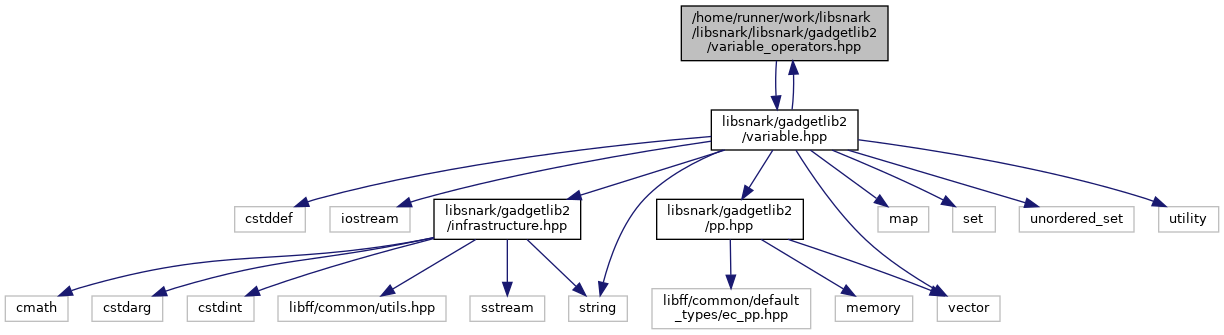 /home/runner/work/libsnark
/libsnark/libsnark/gadgetlib2
/variable_operators.hpp
libsnark/gadgetlib2
/variable.hpp
cstddef
iostream
libsnark/gadgetlib2
/infrastructure.hpp
libsnark/gadgetlib2
/pp.hpp
map
set
unordered_set
utility
cmath
cstdarg
cstdint
libff/common/utils.hpp
sstream
string
libff/common/default
_types/ec_pp.hpp
memory
vector